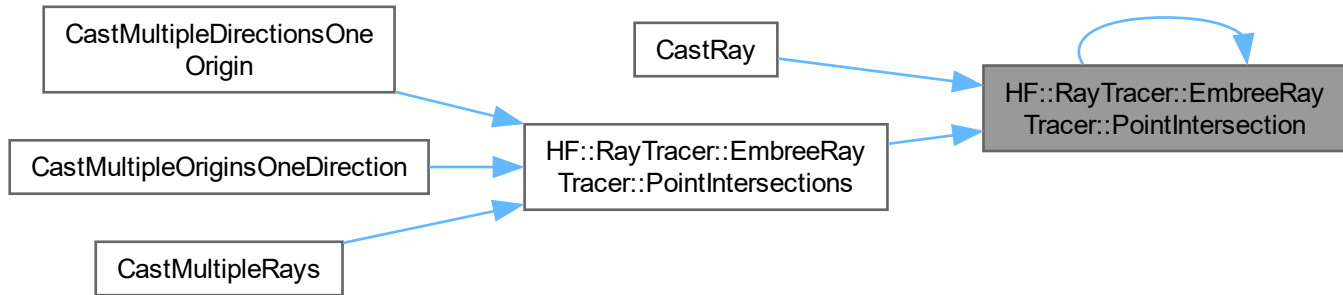 CastMultipleDirectionsOne
Origin
CastMultipleOriginsOneDirection
CastMultipleRays
CastRay
HF::RayTracer::EmbreeRay
Tracer::PointIntersections
HF::RayTracer::EmbreeRay
Tracer::PointIntersection